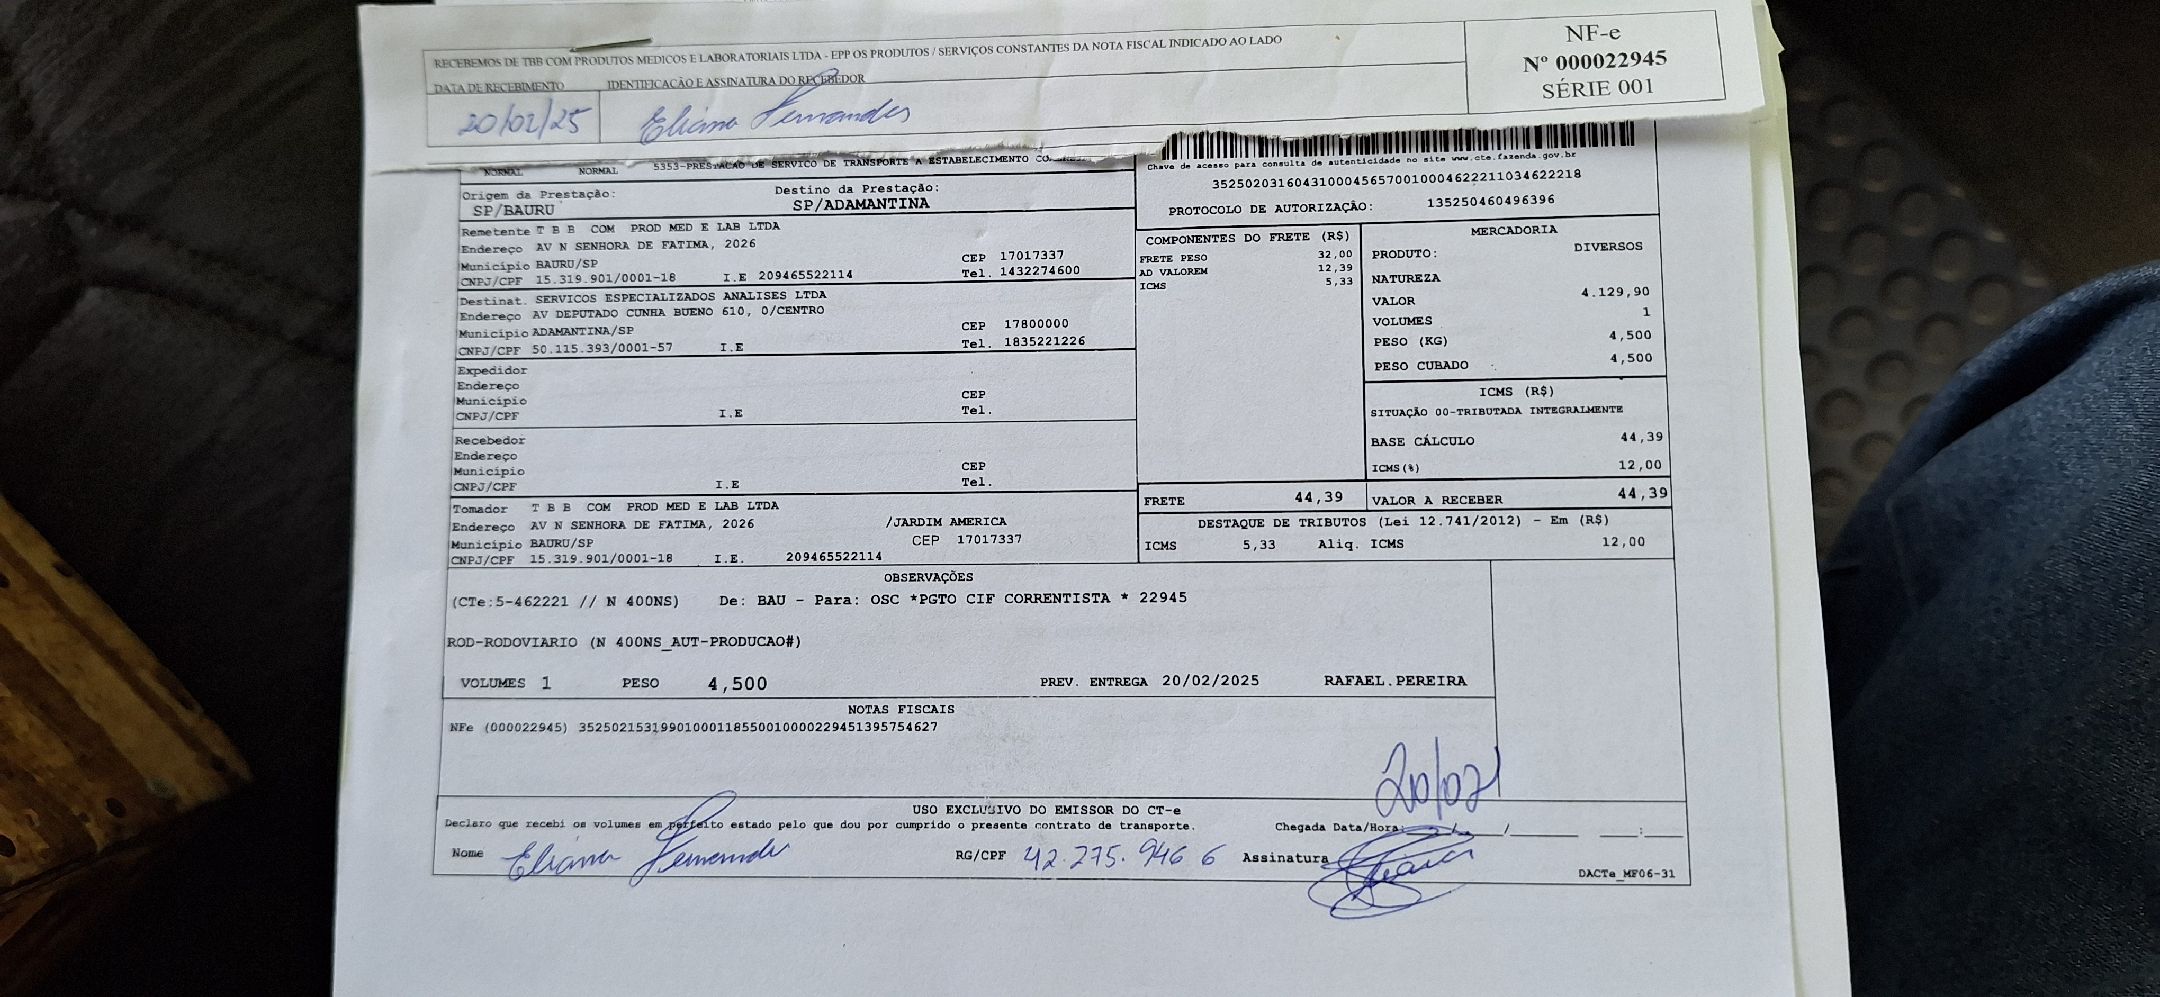 RECEBEMOS DE TBB COM PRODUTOS MEDICOS E LABORATORIAIS LTDA - EPP OS PRODUTOS / SERVIÇOS CONSTANTES DA NOTA FISCAL INDICADO AO LADO
DATA DE RECEBIMENTO IDENTIFICAÇÃO E ASSINATURA DO RECEBEDOR
20/02/25 Eliana Fernandes
NF-e
Nº 000022945
SÉRIE 001
NORMAL NORMAL 5353-PRESTACAO DE SERVICO DE TRANSPORTE A ESTABELECIMENTO
Origem da Prestação: Destino da Prestação:
SP/BAURU SP/ADAMANTINA
Chave de acesso para consulta de autenticidade no site www.cte.fazenda.gov.br
35250203160431000456570010004622211034622218
PROTOCOLO DE AUTORIZAÇÃO: 135250460496396
Remetente T B B COM PROD MED E LAB LTDA
Endereço AV N SENHORA DE FATIMA, 2026
Município BAURU/SP CEP 17017337
CNPJ/CPF 15.319.901/0001-18 I.E 209465522114 Tel. 1432274600
Destinat. SERVICOS ESPECIALIZADOS ANALISES LTDA
Endereço AV DEPUTADO CUNHA BUENO 610, 0/CENTRO
Município ADAMANTINA/SP CEP 17800000
CNPJ/CPF 50.115.393/0001-57 I.E Tel. 1835221226
Expedidor
Endereço
Município CEP
CNPJ/CPF I.E Tel.
Recebedor
Endereço
Município CEP
CNPJ/CPF I.E Tel.
Tomador T B B COM PROD MED E LAB LTDA
Endereço AV N SENHORA DE FATIMA, 2026 /JARDIM AMERICA
Município BAURU/SP CEP 17017337
CNPJ/CPF 15.319.901/0001-18 I.E. 209465522114
COMPONENTES DO FRETE (R$)
FRETE PESO 32,00
AD VALOREM 12,39
ICMS 5,33
MERCADORIA
PRODUTO: DIVERSOS
NATUREZA
VALOR 4.129,90
VOLUMES 1
PESO (KG) 4,500
PESO CUBADO 4,500
ICMS (R$)
SITUAÇÃO 00-TRIBUTADA INTEGRALMENTE
BASE CÁLCULO 44,39
ICMS(%) 12,00
FRETE 44,39 VALOR A RECEBER 44,39
DESTAQUE DE TRIBUTOS (Lei 12.741/2012) - Em (R$)
ICMS 5,33 Aliq. ICMS 12,00
OBSERVAÇÕES
(CTe:5-462221 // N 400NS) De: BAU - Para: OSC *PGTO CIF CORRENTISTA * 22945
ROD-RODOVIARIO (N 400NS_AUT-PRODUCAO#)
VOLUMES 1 PESO 4,500 PREV. ENTREGA 20/02/2025 RAFAEL.PEREIRA
NOTAS FISCAIS
NFe (000022945) 35250215319901000118550010000229451395754627
20/02/
USO EXCLUSIVO DO EMISSOR DO CT-e
Declaro que recebi os volumes em perfeito estado pelo que dou por cumprido o presente contrato de transporte. Chegada Data/Hora: / :
Nome Eliana Fernandes RG/CPF 42.275.946 6 Assinatura
DACTe_MF06-31